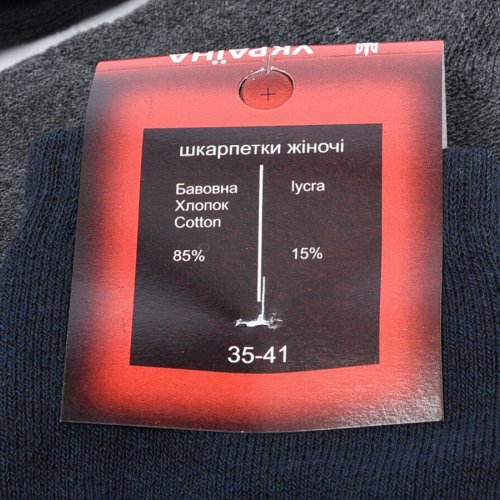 УКРАЇНА
шкарпетки жіночі
Бавовна lycra
Хлопок
Cotton
85% 15%
35-41